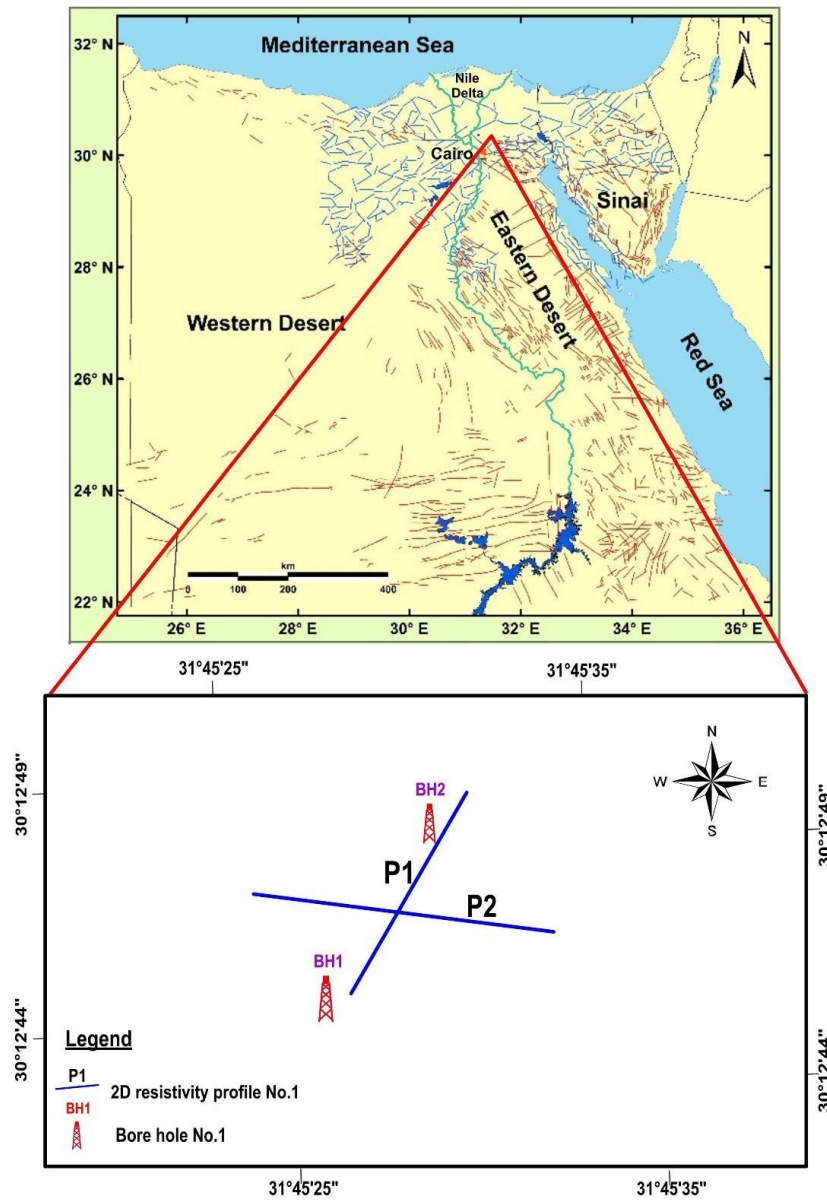 32° N
Mediterranean Sea
N
Nile
Delta
30° N
Cairo
Sinai
28° N
Eastern Desert
Western Desert
Red Sea
26° N
24° N
km
0 100 200 400
22° N
26° E 28° E 30° E 32° E 34° E 36° E
31°45'25" 31°45'35"
N
W E
S
30°12'49" 30°12'49"
BH2
P1
P2
BH1
30°12'44" 30°12'44"
Legend
P1
2D resistivity profile No.1
BH1
Bore hole No.1
31°45'25" 31°45'35"